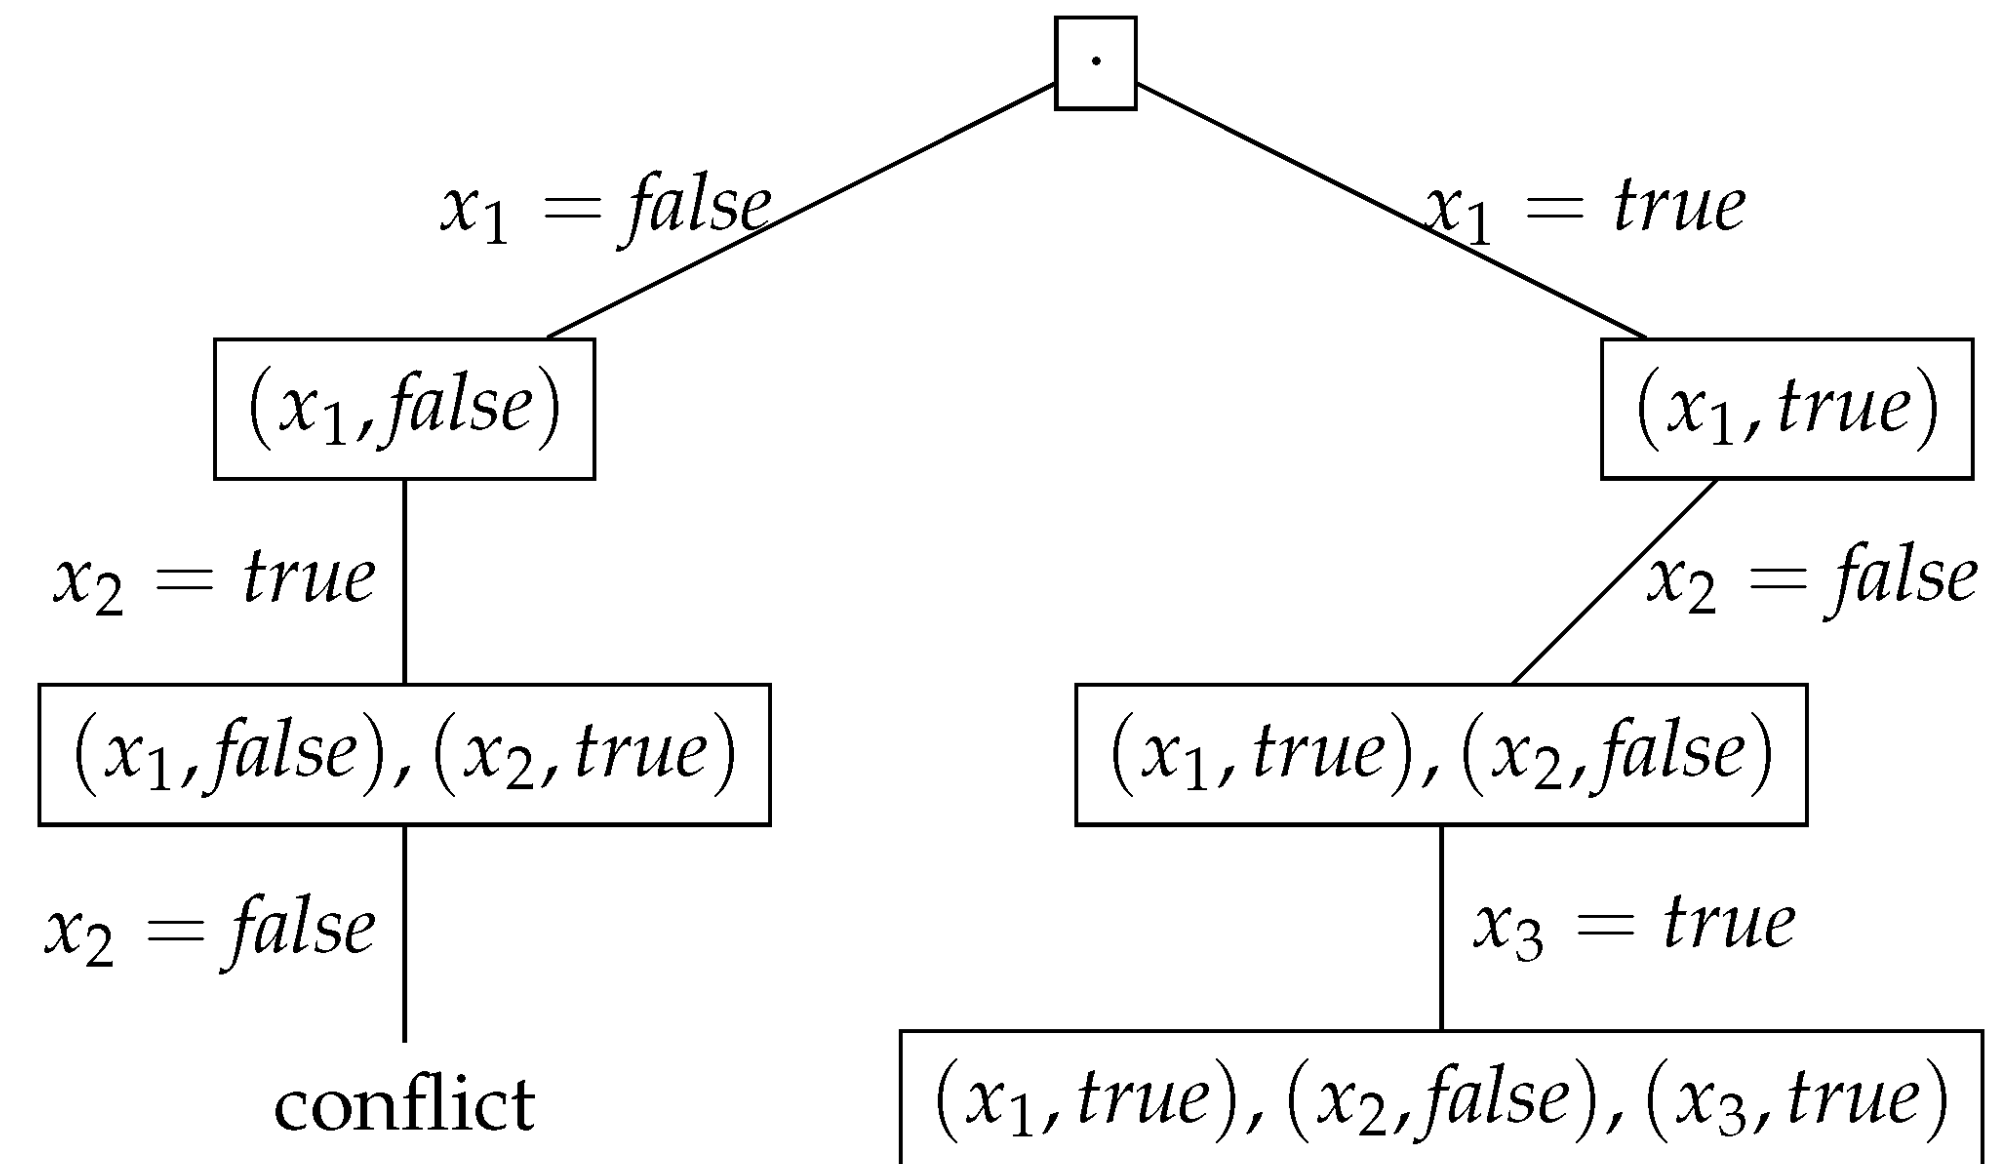 ·
x₁ = false
x₁ = true
(x₁, false)
(x₁, true)
x₂ = true
x₂ = false
(x₁, false), (x₂, true)
(x₁, true), (x₂, false)
x₂ = false
x₃ = true
conflict
(x₁, true), (x₂, false), (x₃, true)